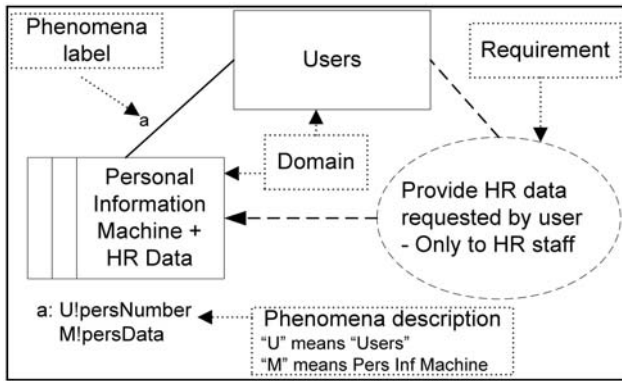 Phenomena
label
Users
Requirement
a
Domain
Personal
Information
Machine +
HR Data
Provide HR data
requested by user
- Only to HR staff
a: U!persNumber
M!persData
Phenomena description
"U" means "Users"
"M" means Pers Inf Machine